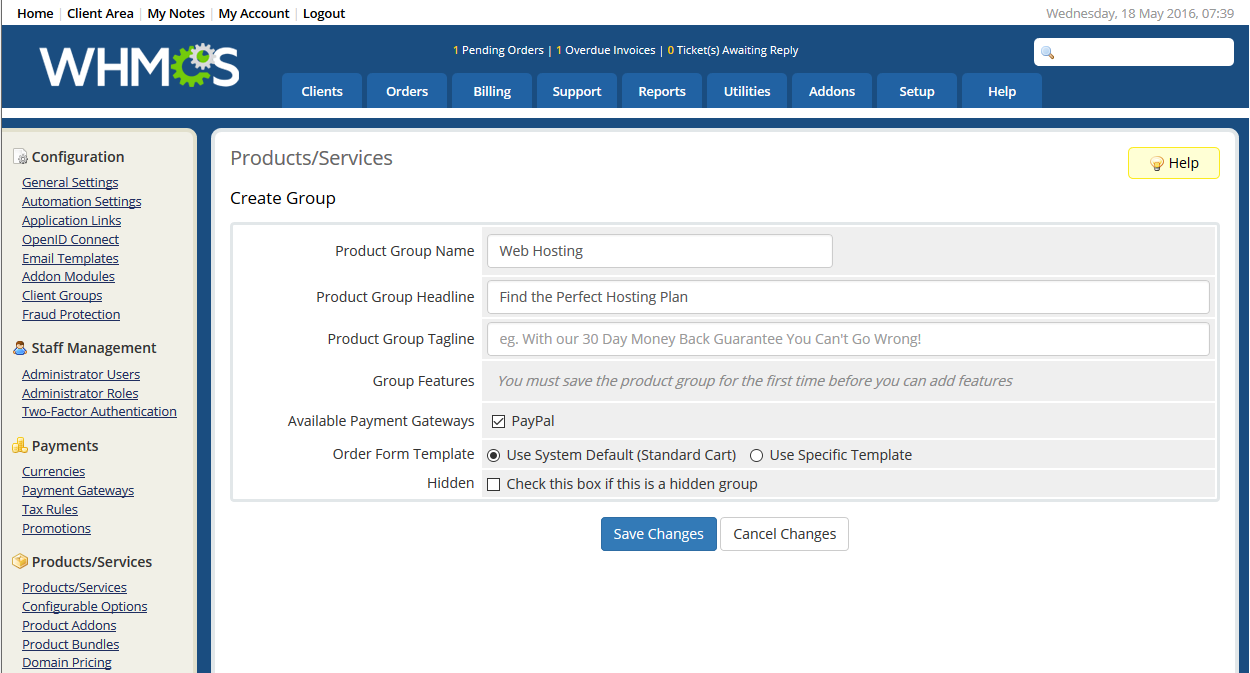 Home | Client Area | My Notes | My Account | Logout
Wednesday, 18 May 2016, 07:39
WHMCS
1 Pending Orders | 1 Overdue Invoices | 0 Ticket(s) Awaiting Reply
Clients Orders Billing Support Reports Utilities Addons Setup Help
Configuration
General Settings
Automation Settings
Application Links
OpenID Connect
Email Templates
Addon Modules
Client Groups
Fraud Protection
Staff Management
Administrator Users
Administrator Roles
Two-Factor Authentication
Payments
Currencies
Payment Gateways
Tax Rules
Promotions
Products/Services
Products/Services
Configurable Options
Product Addons
Product Bundles
Domain Pricing
Products/Services
Help
Create Group
Product Group Name Web Hosting
Product Group Headline Find the Perfect Hosting Plan
Product Group Tagline eg. With our 30 Day Money Back Guarantee You Can't Go Wrong!
Group Features You must save the product group for the first time before you can add features
Available Payment Gateways PayPal
Order Form Template Use System Default (Standard Cart) Use Specific Template
Hidden Check this box if this is a hidden group
Save Changes Cancel Changes